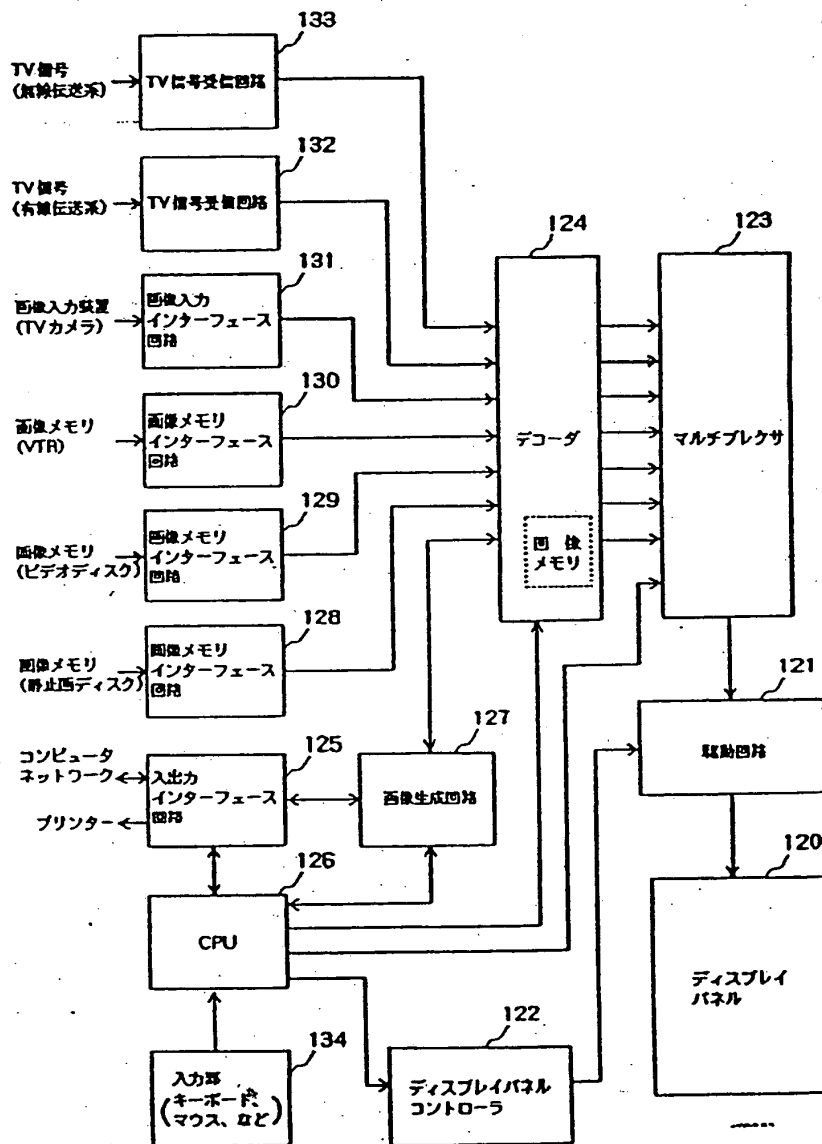 133
TV信号
(無線伝送系)
TV信号受信回路
132
TV信号
(有線伝送系)
TV信号受信回路
131
画像入力装置
(TVカメラ)
画像入力
インターフェース
回路
130
画像メモリ
(VTR)
画像メモリ
インターフェース
回路
129
画像メモリ
(ビデオディスク)
画像メモリ
インターフェース
回路
128
画像メモリ
(静止画ディスク)
画像メモリ
インターフェース
回路
124
デコーダ
画像
メモリ
123
マルチプレクサ
125
コンピュータ
ネットワーク
プリンター
入出力
インターフェース
回路
127
画像生成回路
121
駆動回路
126
CPU
120
ディスプレイ
パネル
134
入力部
(キーボード、
マウス、など)
122
ディスプレイパネル
コントローラ